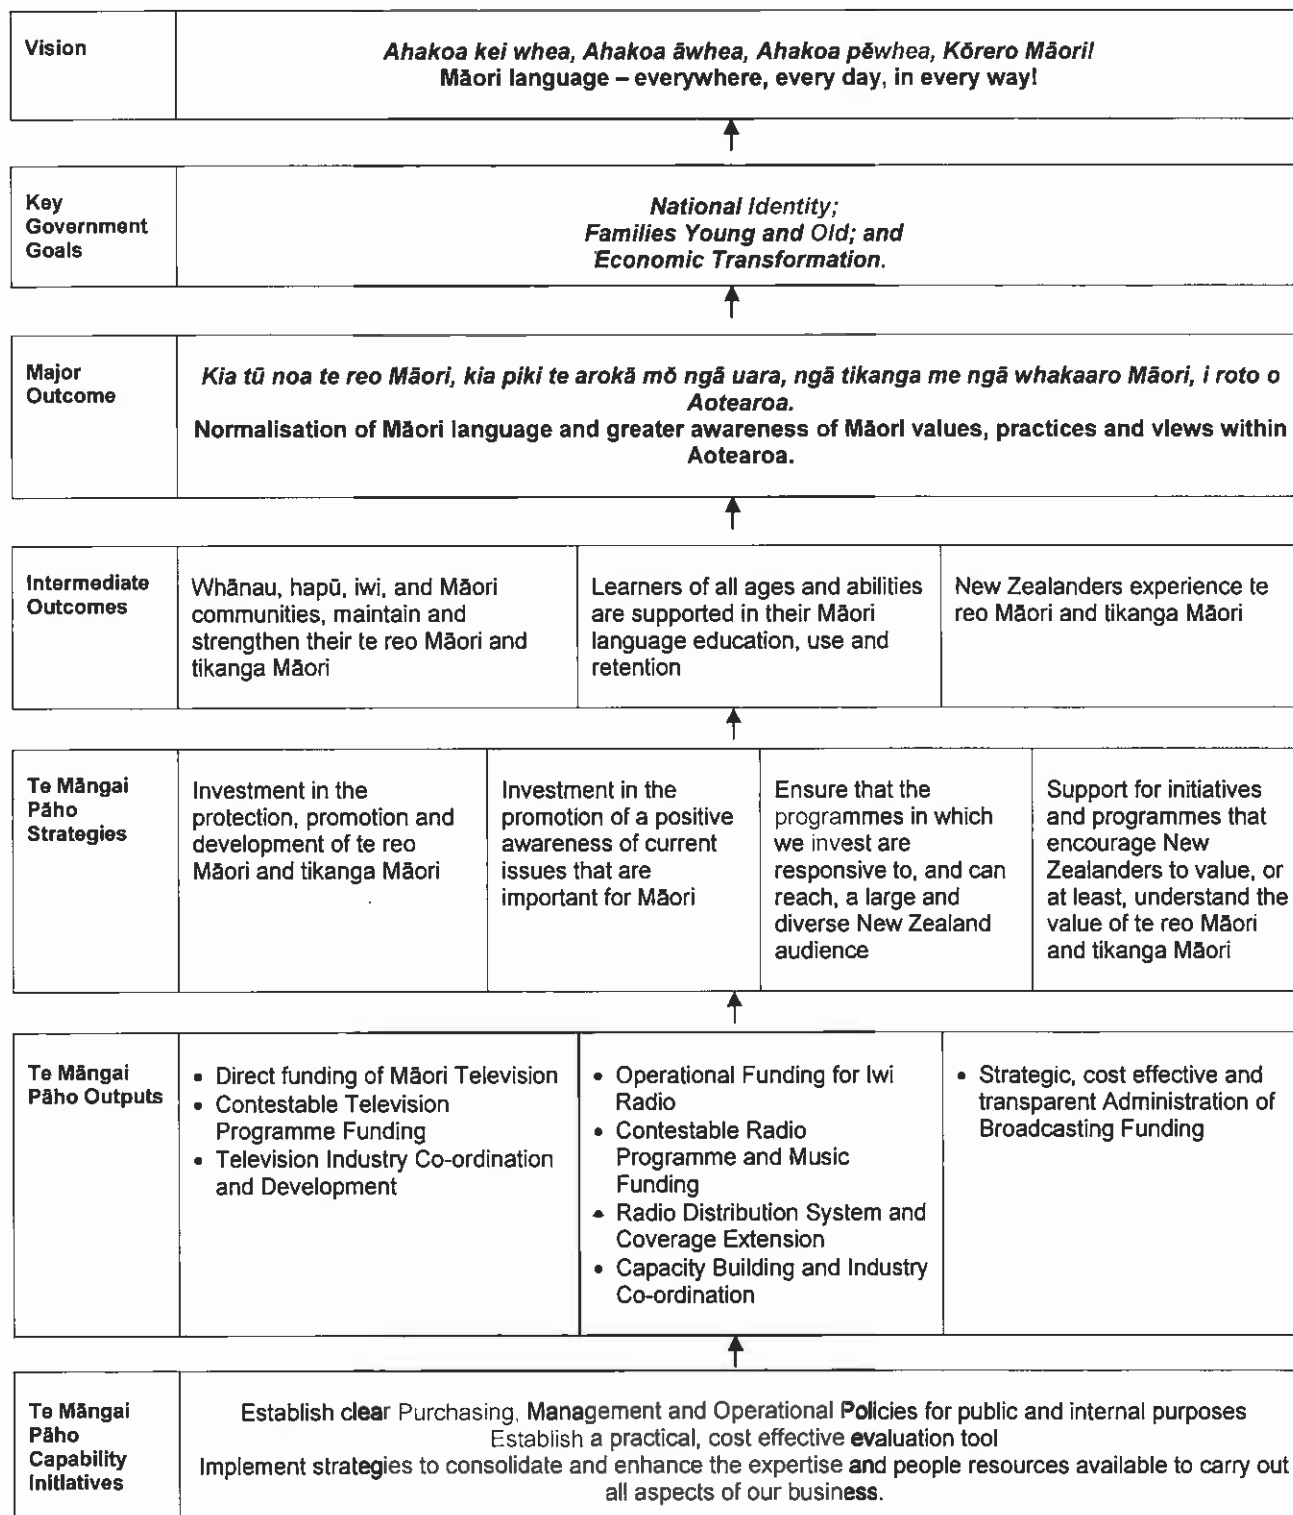 Vision
Ahakoa kei whea, Ahakoa āwhea, Ahakoa pēwhea, Kōrero Māori!
Māori language – everywhere, every day, in every way!
Key
Government
Goals
National Identity;
Families Young and Old; and
Economic Transformation.
Major
Outcome
Kia tū noa te reo Māori, kia piki te arokā mō ngā uara, ngā tikanga me ngā whakaaro Māori, i roto o
Aotearoa.
Normalisation of Māori language and greater awareness of Māori values, practices and views within
Aotearoa.
Intermediate
Outcomes
Whānau, hapū, iwi, and Māori
communities, maintain and
strengthen their te reo Māori and
tikanga Māori
Learners of all ages and abilities
are supported in their Māori
language education, use and
retention
New Zealanders experience te
reo Māori and tikanga Māori
Te Māngai
Pāho
Strategies
Investment in the
protection, promotion and
development of te reo
Māori and tikanga Māori
Investment in the
promotion of a positive
awareness of current
issues that are
important for Māori
Ensure that the
programmes in which
we invest are
responsive to, and can
reach, a large and
diverse New Zealand
audience
Support for initiatives
and programmes that
encourage New
Zealanders to value, or
at least, understand the
value of te reo Māori
and tikanga Māori
Te Māngai
Pāho Outputs
• Direct funding of Māori Television
• Contestable Television
Programme Funding
• Television Industry Co-ordination
and Development
• Operational Funding for Iwi
Radio
• Contestable Radio
Programme and Music
Funding
• Radio Distribution System and
Coverage Extension
• Capacity Building and Industry
Co-ordination
• Strategic, cost effective and
transparent Administration of
Broadcasting Funding
Te Māngai
Pāho
Capability
Initiatives
Establish clear Purchasing, Management and Operational Policies for public and internal purposes
Establish a practical, cost effective evaluation tool
Implement strategies to consolidate and enhance the expertise and people resources available to carry out
all aspects of our business.